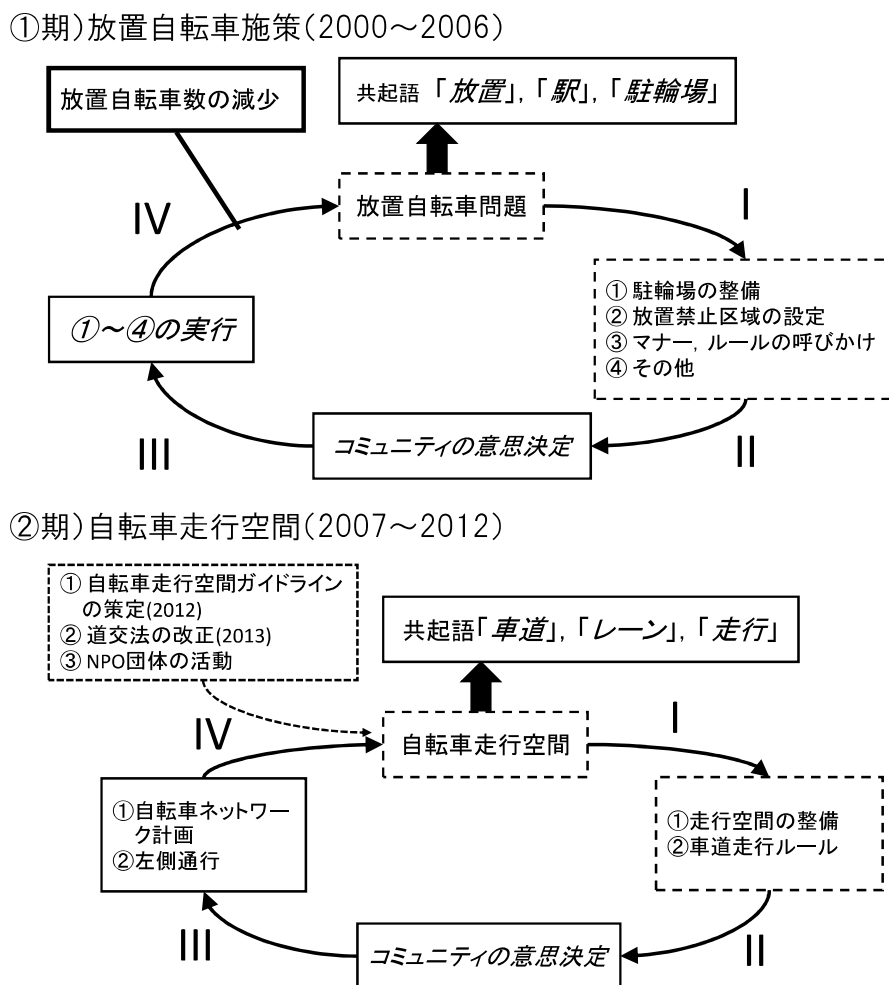 ①期）放置自転車施策（2000～2006）
放置自転車数の減少
共起語「放置」，「駅」，「駐輪場」
放置自転車問題
I
① 駐輪場の整備
② 放置禁止区域の設定
③ マナー，ルールの呼びかけ
④ その他
II
コミュニティの意思決定
III
①～④の実行
IV
②期）自転車走行空間（2007～2012）
① 自転車走行空間ガイドライン
の策定(2012)
② 道交法の改正(2013)
③ NPO団体の活動
共起語「車道」，「レーン」，「走行」
自転車走行空間
I
①走行空間の整備
②車道走行ルール
II
コミュニティの意思決定
III
①自転車ネットワー
ク計画
②左側通行
IV